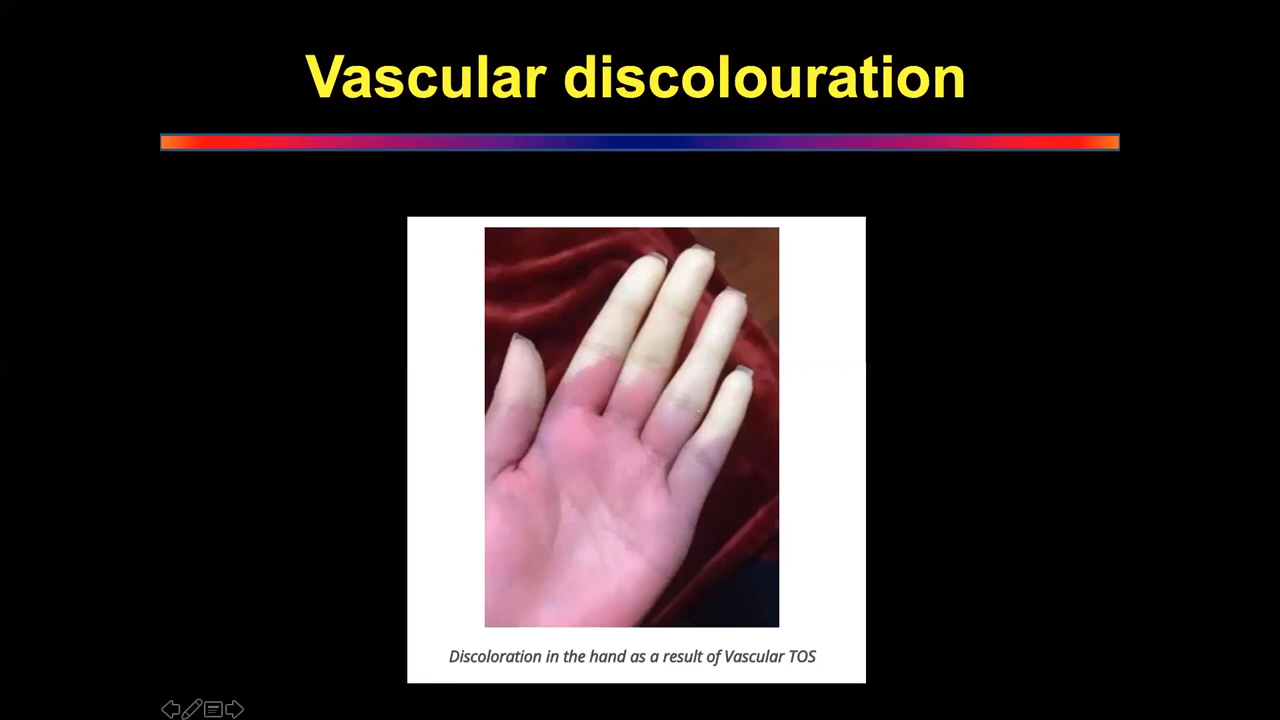 Vascular discolouration
Discoloration in the hand as a result of Vascular TOS